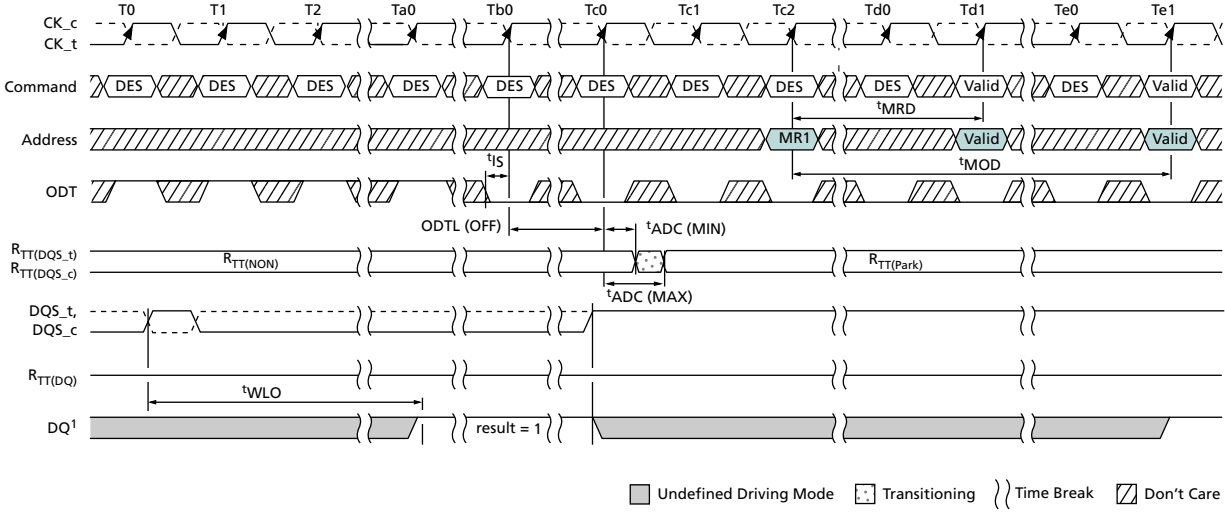 T0 T1 T2 Ta0 Tb0 Tc0 Tc1 Tc2 Td0 Td1 Te0 Te1
CK_c
CK_t
Command DES DES DES DES DES DES DES DES DES Valid DES Valid
tMRD
Address MR1 Valid Valid
tIS
tMOD
ODT
ODTL (OFF) tADC (MIN)
RTT(DQS_t)
RTT(DQS_c)
RTT(NON) RTT(Park)
tADC (MAX)
DQS_t,
DQS_c
RTT(DQ)
tWLO
DQ1 result = 1
Undefined Driving Mode Transitioning Time Break Don't Care